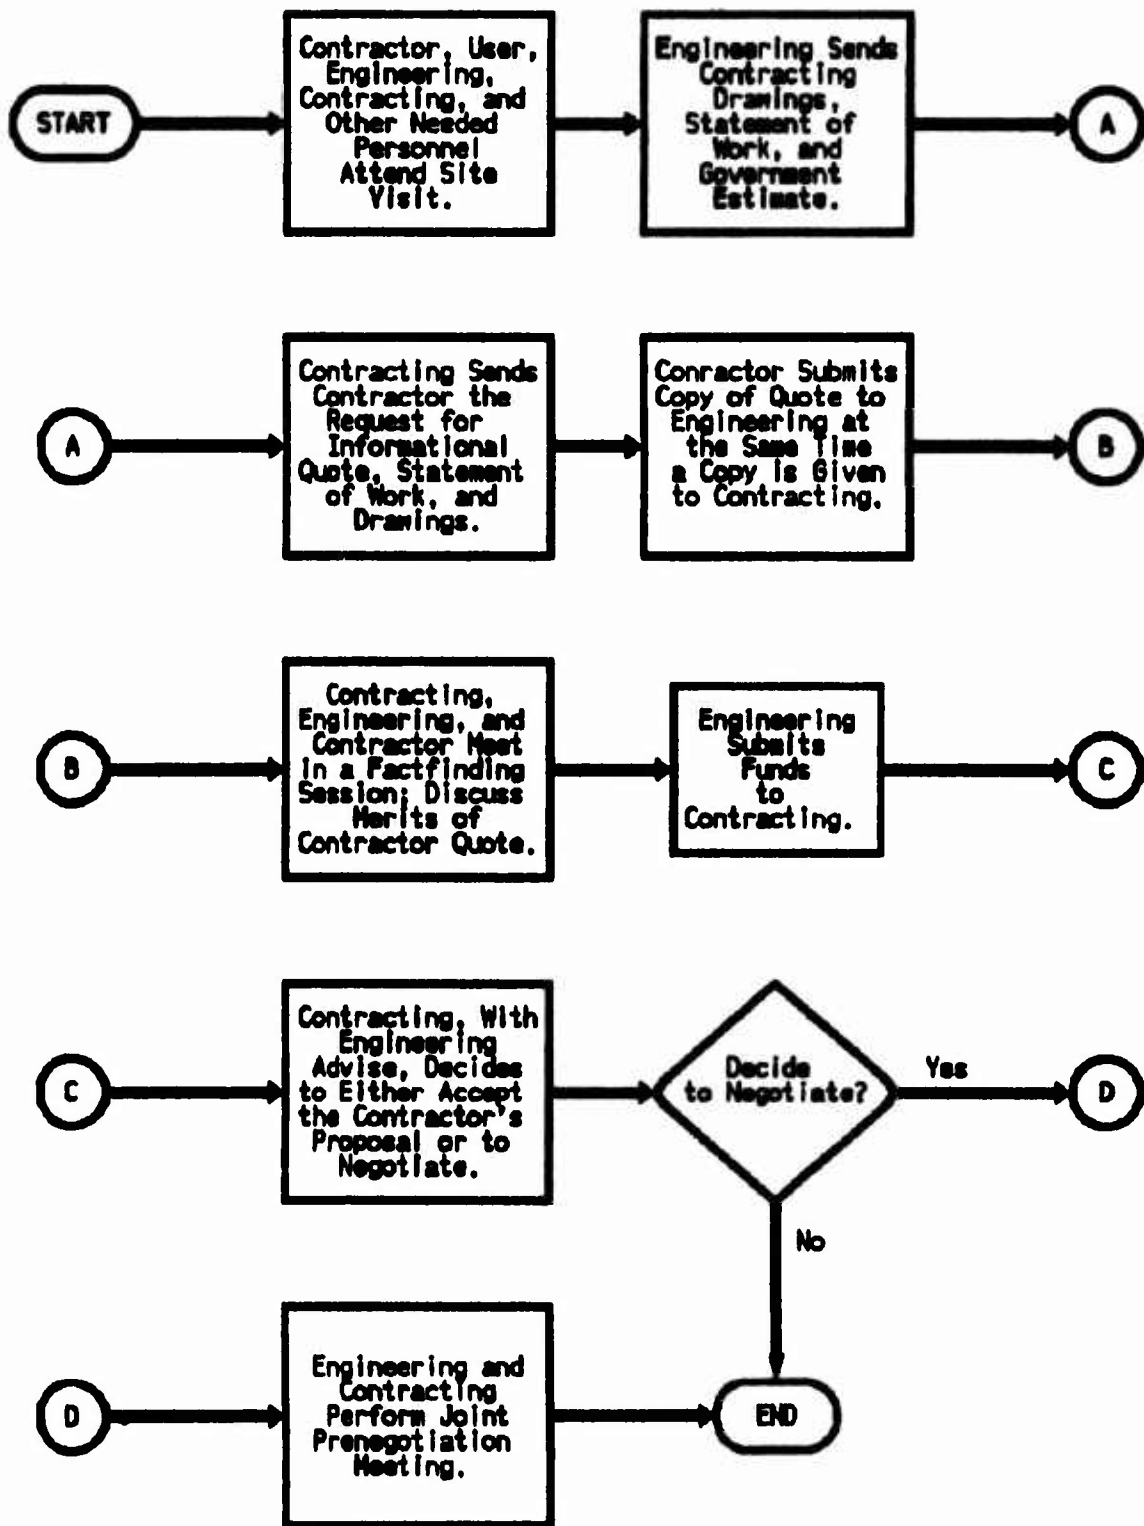 START
Contractor, User,
Engineering,
Contracting, and
Other Needed
Personnel
Attend Site
Visit.
Engineering Sends
Contracting
Drawings,
Statement of
Work, and
Government
Estimate.
A
A
Contracting Sends
Contractor the
Request for
Informational
Quote, Statement
of Work, and
Drawings.
Conractor Submits
Copy of Quote to
Engineering at
the Same Time
a Copy is Given
to Contracting.
B
B
Contracting,
Engineering, and
Contractor Meet
in a Factfinding
Session; Discuss
Merits of
Contractor Quote.
Engineering
Submits
Funds
to
Contracting.
C
C
Contracting, With
Engineering
Advise, Decides
to Either Accept
the Contractor's
Proposal or to
Negotiate.
Decide
to Negotiate?
Yes
D
No
D
Engineering and
Contracting
Perform Joint
Prenegotiation
Meeting.
END